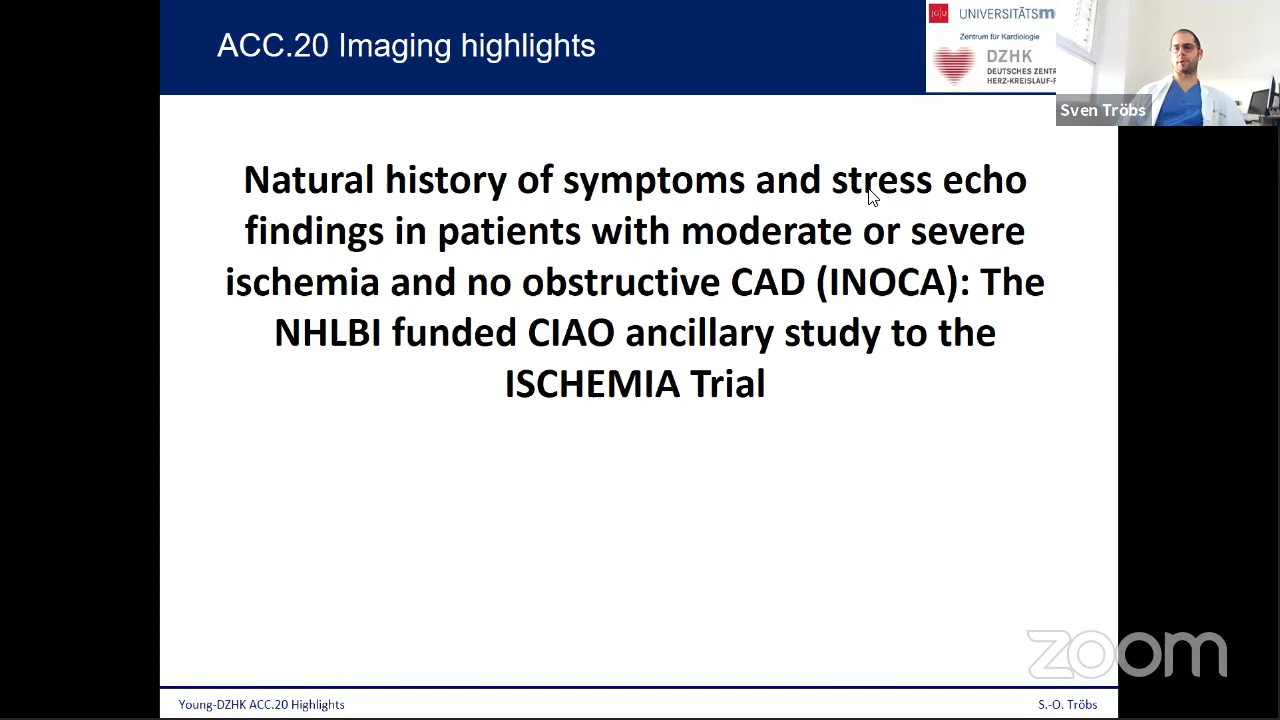 ACC.20 Imaging highlights
JG|U UNIVERSITÄTSm
Zentrum für Kardiologie
DZHK
DEUTSCHES ZENTR
HERZ-KREISLAUF-F
Sven Tröbs
Natural history of symptoms and stress echo
findings in patients with moderate or severe
ischemia and no obstructive CAD (INOCA): The
NHLBI funded CIAO ancillary study to the
ISCHEMIA Trial
zoom
Young-DZHK ACC.20 Highlights
S.-O. Tröbs